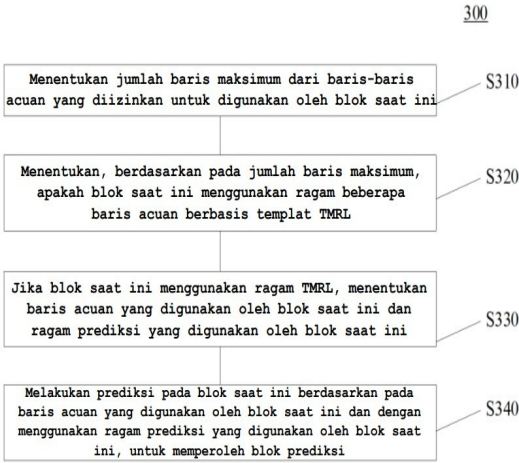 300
Menentukan jumlah baris maksimum dari baris-baris
acuan yang diizinkan untuk digunakan oleh blok saat ini
S310
Menentukan, berdasarkan pada jumlah baris maksimum,
apakah blok saat ini menggunakan ragam beberapa
baris acuan berbasis templat TMRL
S320
Jika blok saat ini menggunakan ragam TMRL, menentukan
baris acuan yang digunakan oleh blok saat ini dan
ragam prediksi yang digunakan oleh blok saat ini
S330
Melakukan prediksi pada blok saat ini berdasarkan pada
baris acuan yang digunakan oleh blok saat ini dan dengan
menggunakan ragam prediksi yang digunakan oleh blok saat
ini, untuk memperoleh blok prediksi
S340